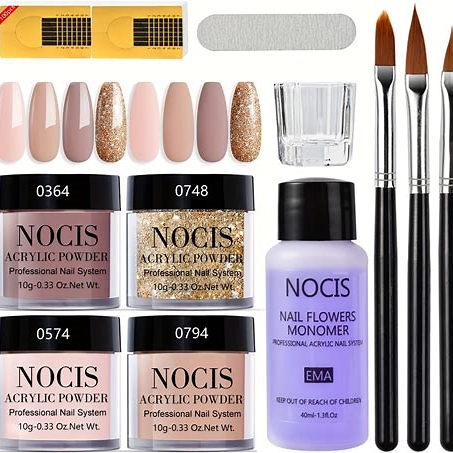 100pcs
0364
NOCIS
ACRYLIC POWDER
Professional Nail System
10g-0.33 Oz.Net Wt.
0748
NOCIS
ACRYLIC POWDER
Professional Nail System
10g-0.33 Oz.Net Wt.
0574
NOCIS
ACRYLIC POWDER
Professional Nail System
10g-0.33 Oz.Net Wt.
0794
NOCIS
ACRYLIC POWDER
Professional Nail System
10g-0.33 Oz.Net Wt.
NOCIS
NAIL FLOWERS
MONOMER
PROFESSIONAL ACRYLIC NAIL SYSTEM
EMA
KEEP OUT OF REACH OF CHILDREN
40ml-1.3fl.Oz